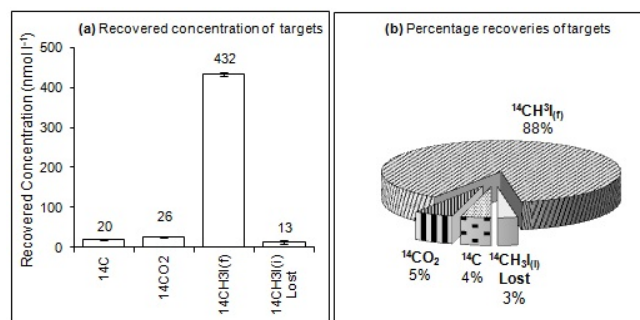 (a) Recovered concentration of targets
Recovered Concentration (nmol l⁻¹)
500
400
300
200
100
0
20
26
432
13
14C
14CO2
14CH3I(f)
14CH3I(i)
Lost
(b) Percentage recoveries of targets
¹⁴CH³I(f)
88%
¹⁴CO₂
5%
¹⁴C
4%
¹⁴CH₃I(I)
Lost
3%